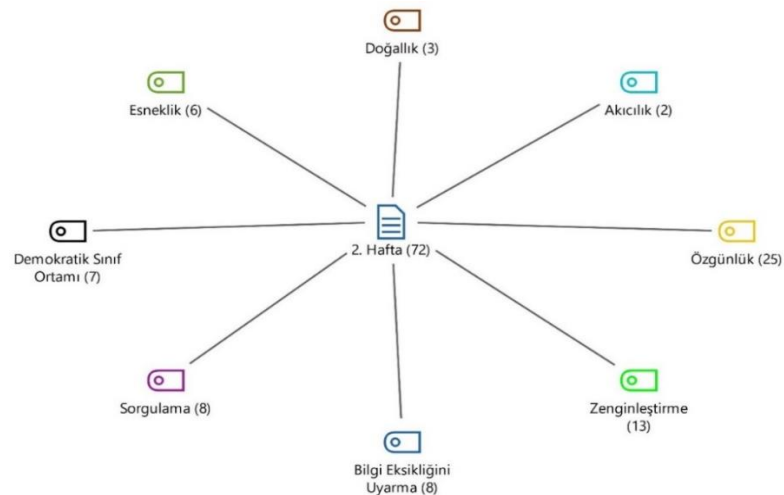 Doğallık (3)
Esneklik (6)
Akıcılık (2)
2. Hafta (72)
Demokratik Sınıf
Ortamı (7)
Özgünlük (25)
Sorgulama (8)
Zenginleştirme
(13)
Bilgi Eksikliğini
Uyarma (8)